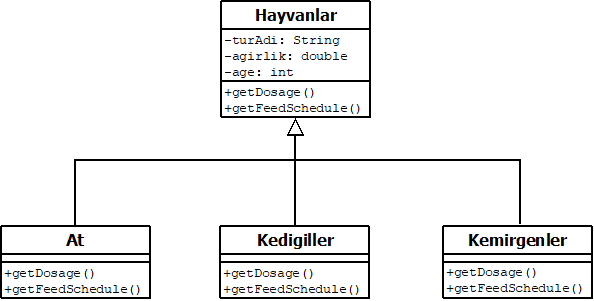 Hayvanlar
-turAdi: String
-agirlik: double
-age: int
+getDosage()
+getFeedSchedule()
At
+getDosage()
+getFeedSchedule()
Kedigiller
+getDosage()
+getFeedSchedule()
Kemirgenler
+getDosage()
+getFeedSchedule()